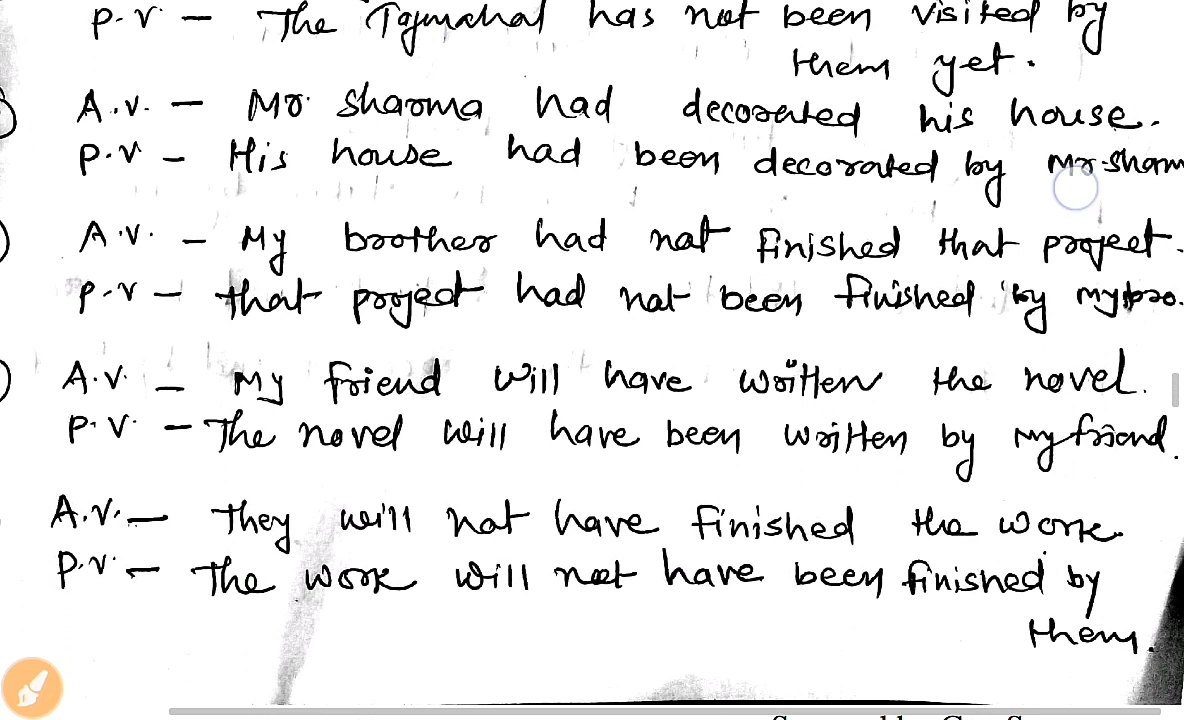 P.V. - The Tajmahal has not been visited by
them yet.
A.V. - Mr. Sharma had decorated his house.
P.V - His house had been decorated by Mr. Sharm
A.V. - My brother had not finished that project.
P.V - that project had not been finished by my bro.
A.V. - My friend will have written the novel.
P.V. - The novel will have been written by my friend.
A.V. - They will not have finished the work.
P.V. - The work will not have been finished by
them.